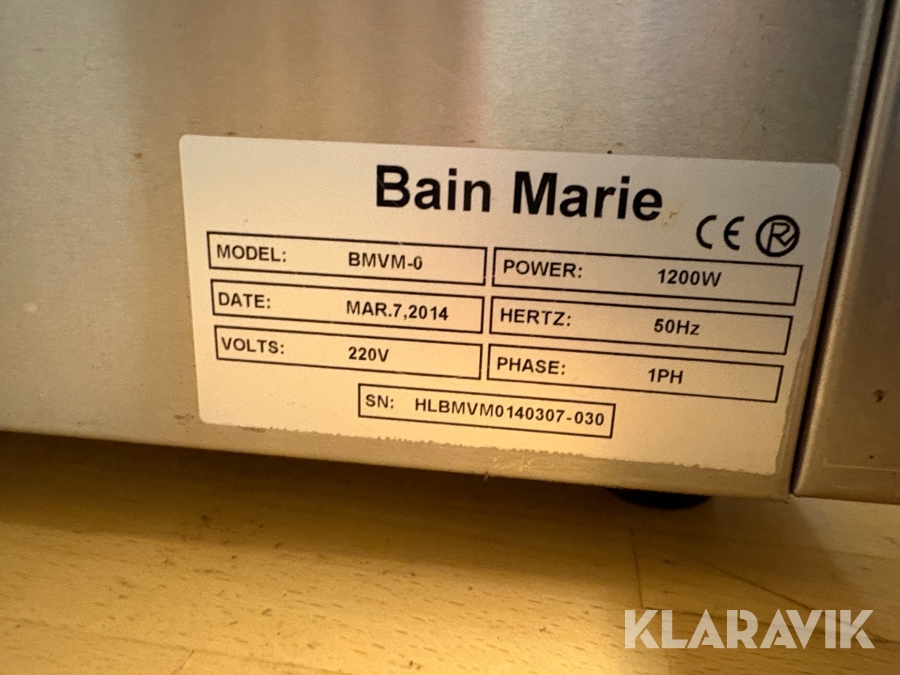 Bain Marie
CE R
MODEL: BMVM-0
POWER: 1200W
DATE: MAR.7,2014
HERTZ: 50Hz
VOLTS: 220V
PHASE: 1PH
SN: HLBMVM0140307-030
KLARAVIK